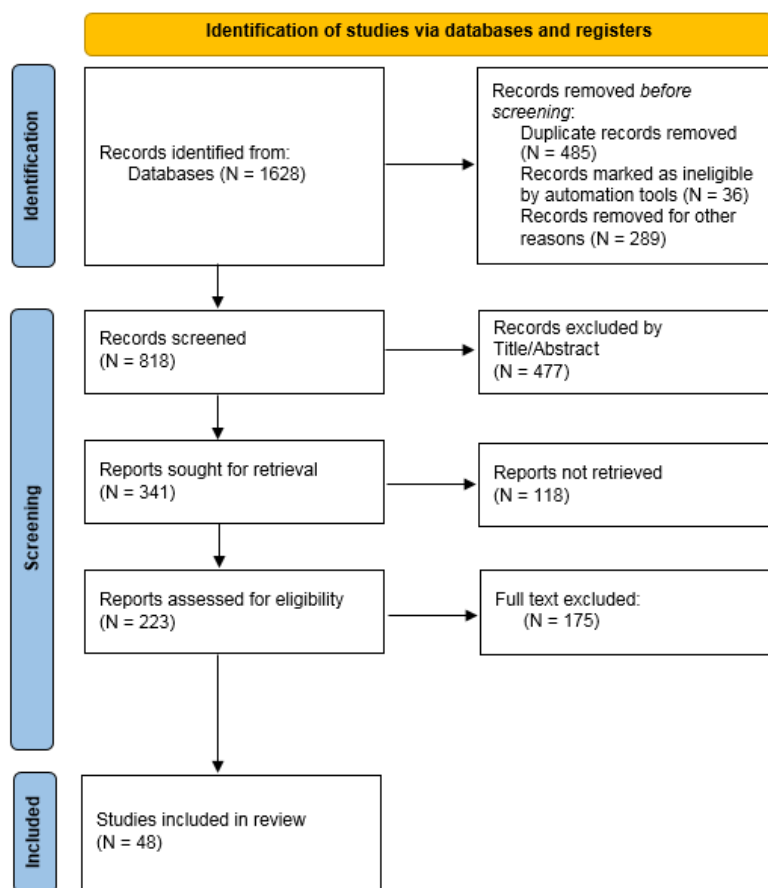 Identification of studies via databases and registers
Identification
Records identified from:
Databases (N = 1628)
Records removed before
screening:
Duplicate records removed
(N = 485)
Records marked as ineligible
by automation tools (N = 36)
Records removed for other
reasons (N = 289)
Screening
Records screened
(N = 818)
Records excluded by
Title/Abstract
(N = 477)
Reports sought for retrieval
(N = 341)
Reports not retrieved
(N = 118)
Reports assessed for eligibility
(N = 223)
Full text excluded:
(N = 175)
Included
Studies included in review
(N = 48)